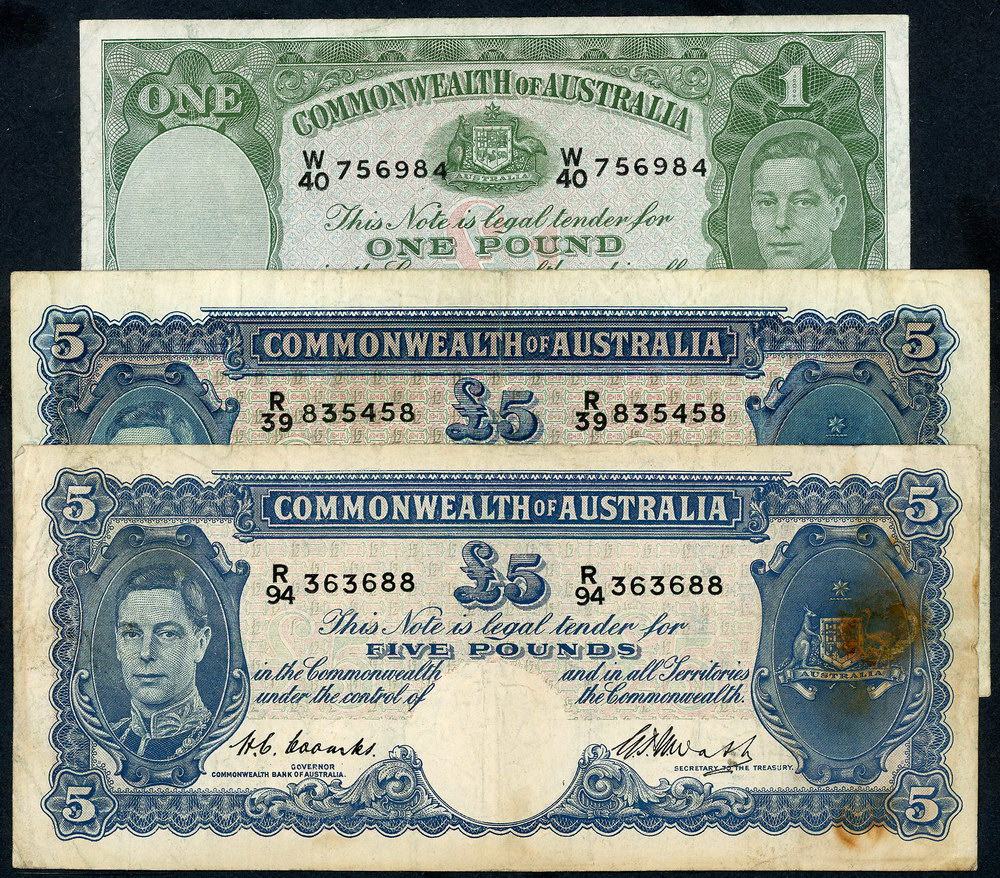 ONE
1
COMMONWEALTH OF AUSTRALIA
W/40 756984 W/40 756984
AUSTRALIA
This Note is legal tender for
ONE POUND
5 5
COMMONWEALTH OF AUSTRALIA
R/39 835458 £5 R/39 835458
5 5
COMMONWEALTH OF AUSTRALIA
R/94 363688 £5 R/94 363688
This Note is legal tender for
FIVE POUNDS
in the Commonwealth and in all Territories
under the control of the Commonwealth.
AUSTRALIA
H.C. Coombs.
GOVERNOR
COMMONWEALTH BANK OF AUSTRALIA.
SECRETARY TO THE TREASURY.
5 5